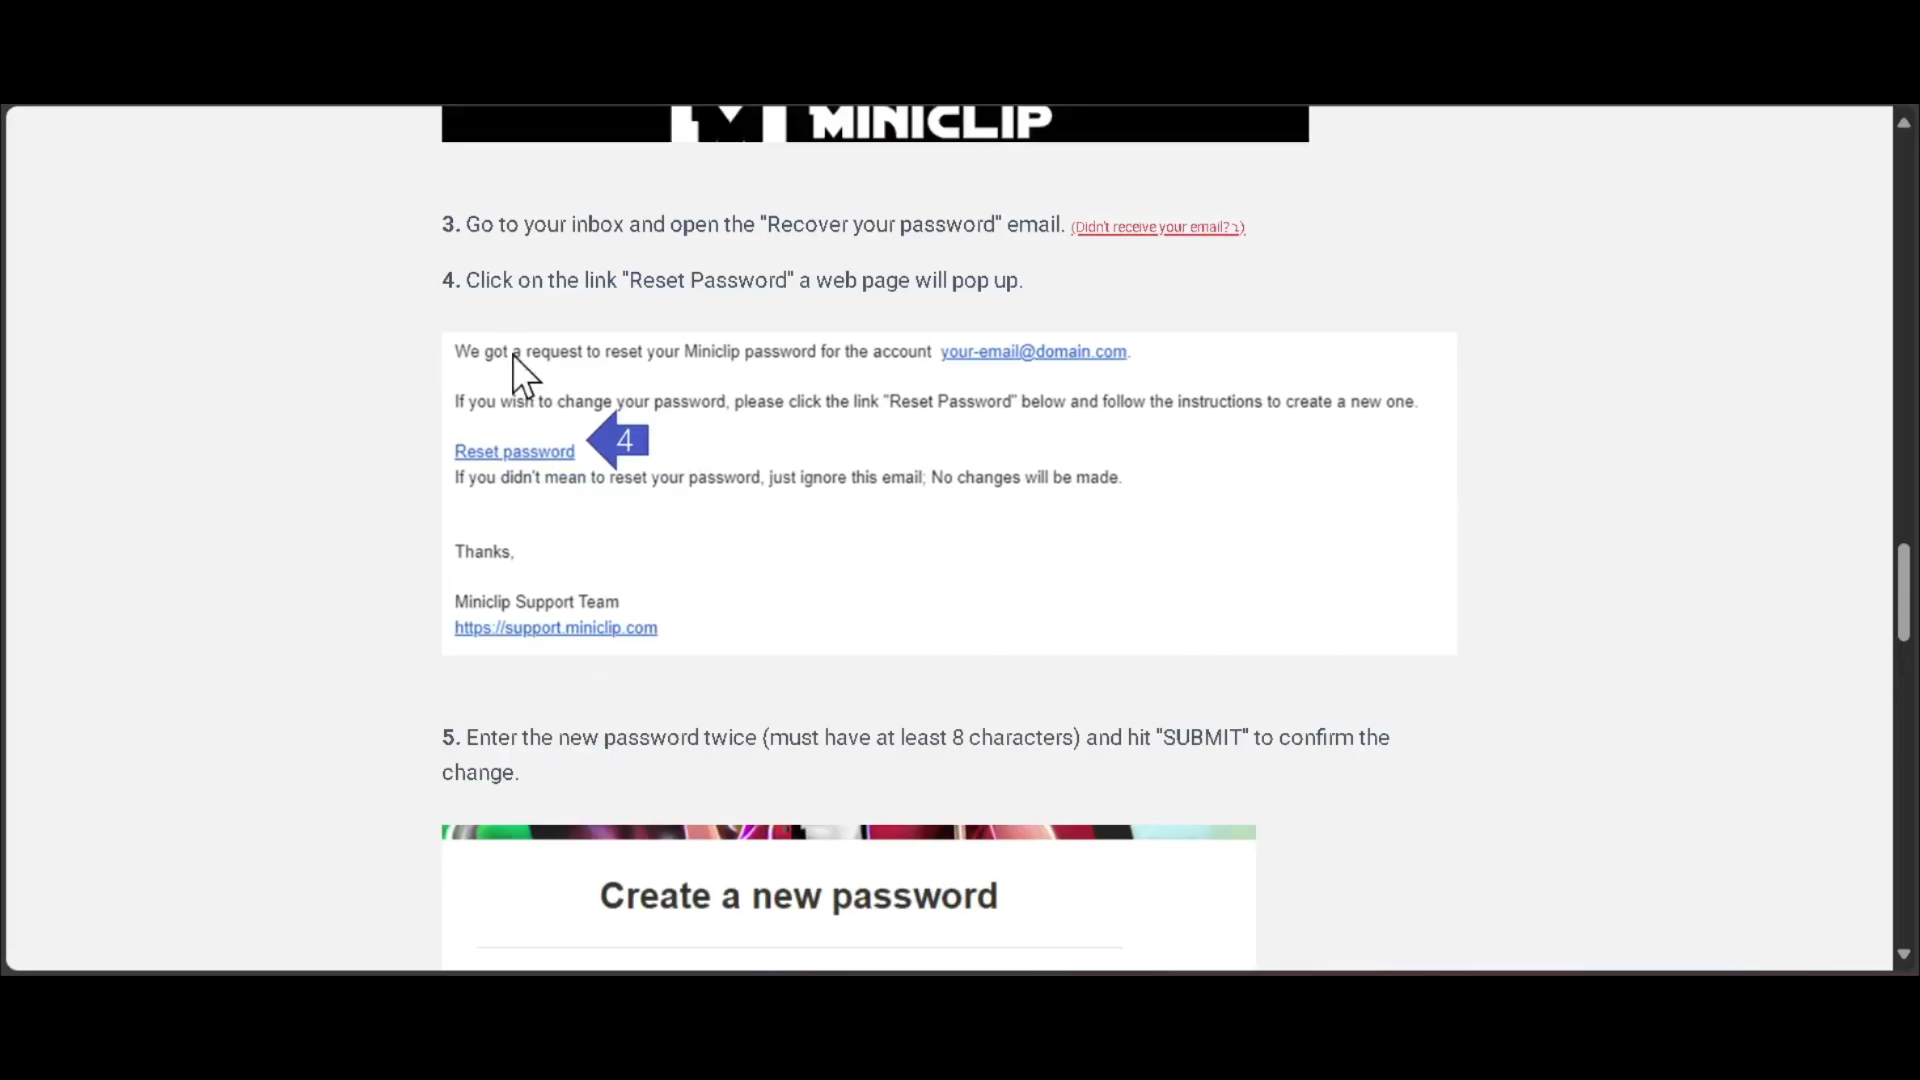 MINICLIP
3. Go to your inbox and open the "Recover your password" email. (Didn't receive your email?⤵)
4. Click on the link "Reset Password" a web page will pop up.
We got a request to reset your Miniclip password for the account your-email@domain.com.
If you wish to change your password, please click the link "Reset Password" below and follow the instructions to create a new one.
Reset password 4
If you didn't mean to reset your password, just ignore this email; No changes will be made.
Thanks,
Miniclip Support Team
https://support.miniclip.com
5. Enter the new password twice (must have at least 8 characters) and hit "SUBMIT" to confirm the
change.
Create a new password